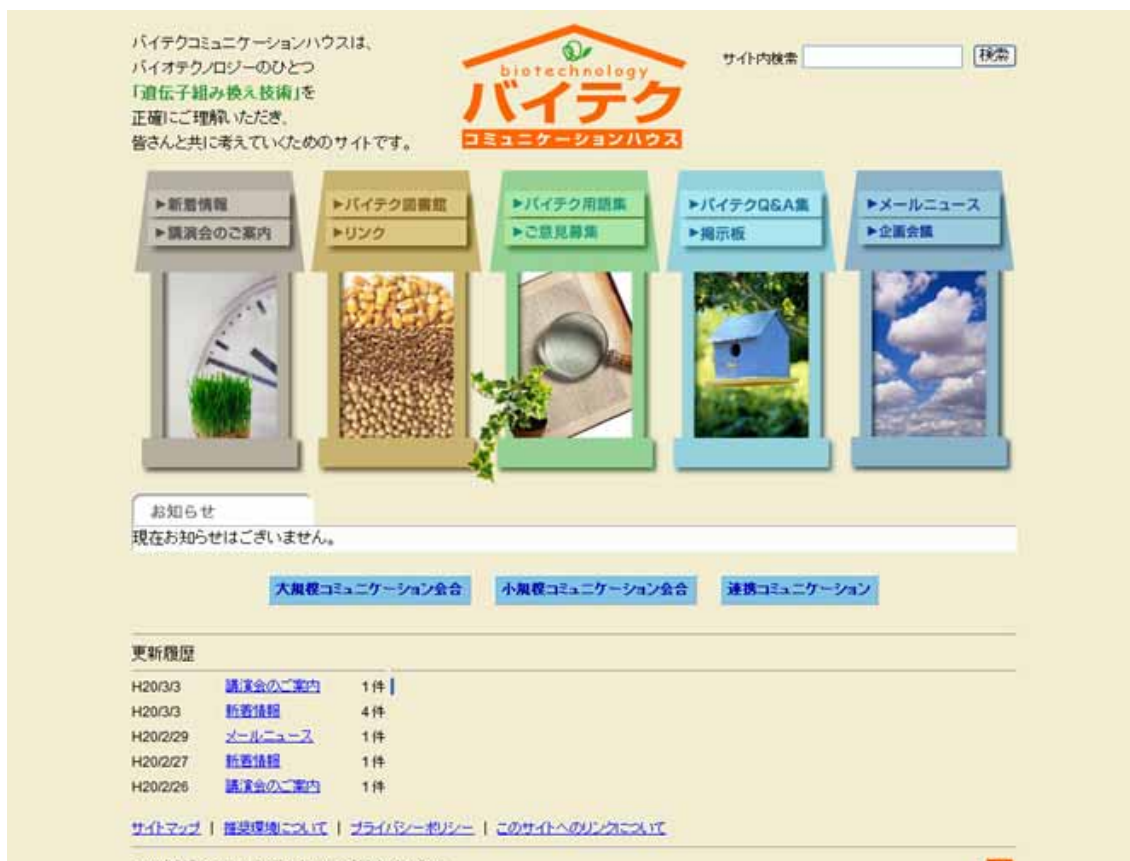 バイテクコミュニケーションハウスは、
バイオテクノロジーのひとつ
「遺伝子組み換え技術」を
正確にご理解いただき、
皆さんと共に考えていくためのサイトです。
biotechnology
バイテク
コミュニケーションハウス
サイト内検索 検索
▶新着情報
▶講演会のご案内
▶バイテク図書館
▶リンク
▶バイテク用語集
▶ご意見募集
▶バイテクQ&A集
▶掲示板
▶メールニュース
▶企画会議
お知らせ
現在お知らせはございません。
大規模コミュニケーション会合 小規模コミュニケーション会合 連携コミュニケーション
更新履歴
H20/3/3 講演会のご案内 1件
H20/3/3 新着情報 4件
H20/2/29 メールニュース 1件
H20/2/27 新着情報 1件
H20/2/26 講演会のご案内 1件
サイトマップ | 推奨環境について | プライバシーポリシー | このサイトへのリンクについて